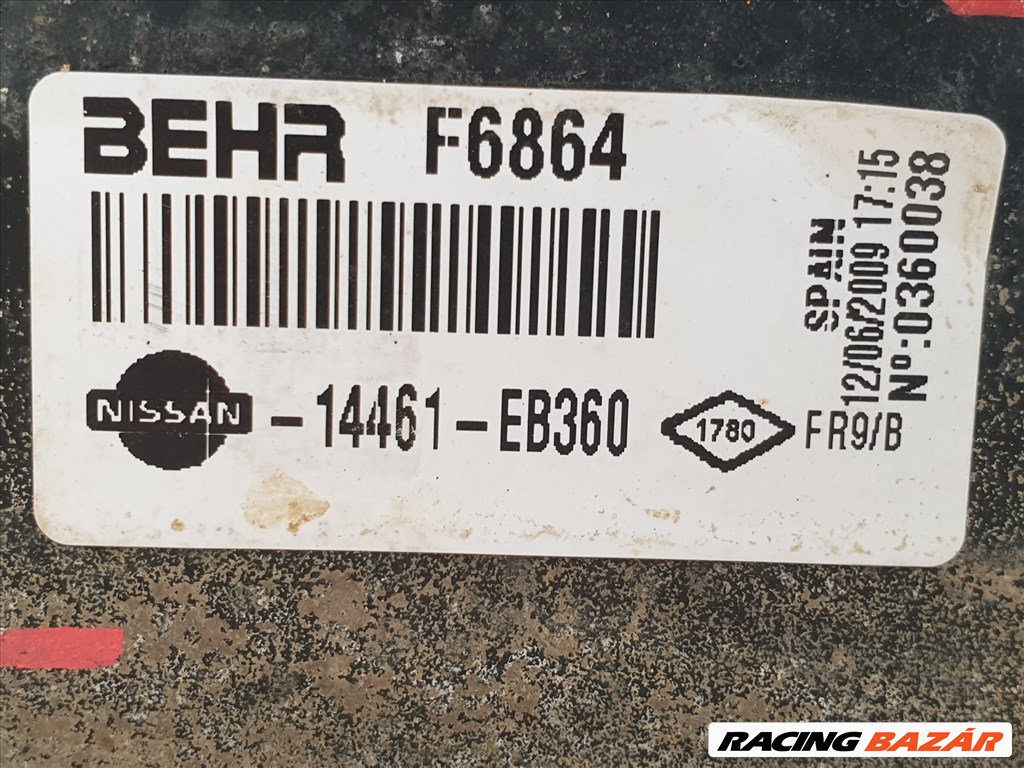 BEHR F6864
NISSAN -14461-EB360 1780 FR9/B
SPAIN
12/06/2009 17:15
Nº:0360038
RACING BAZÁR